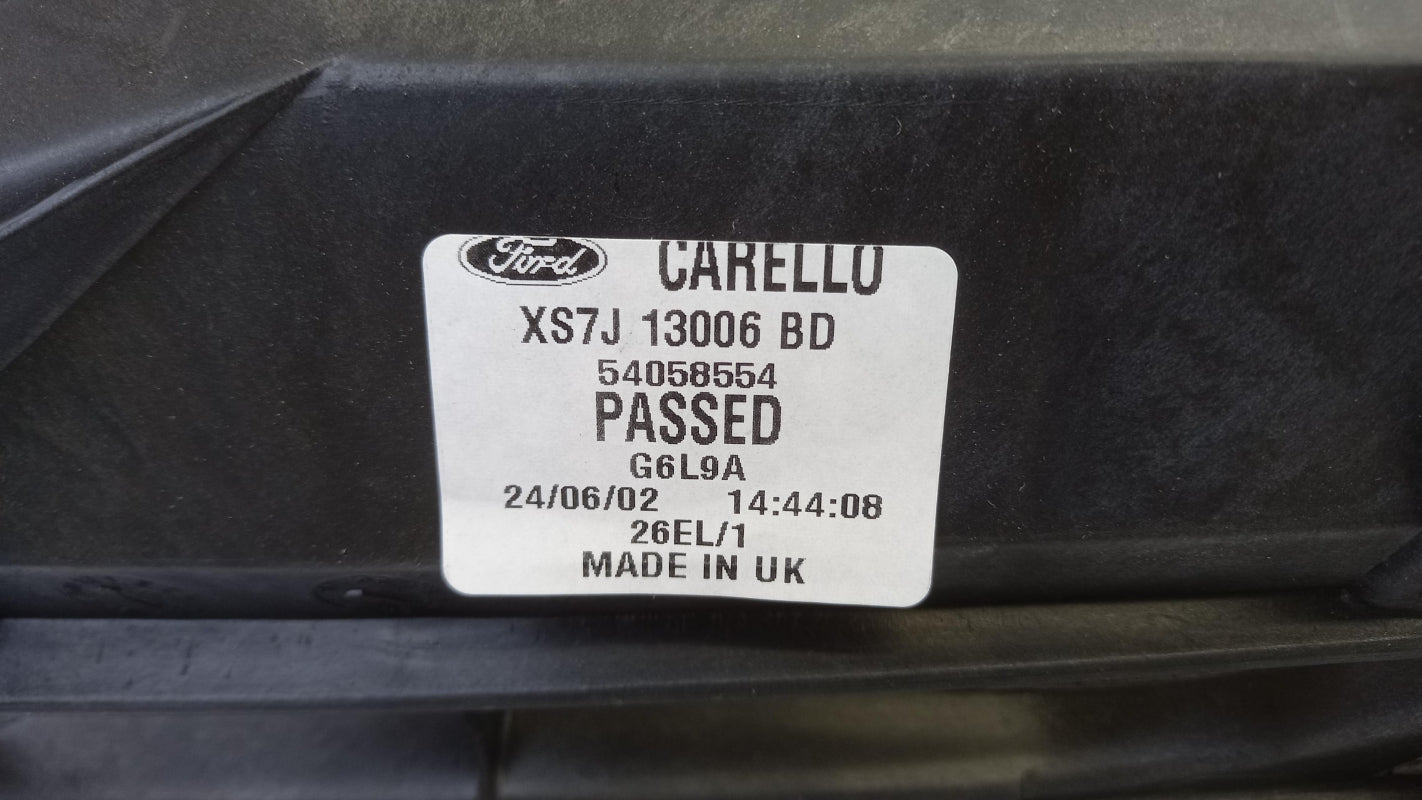 Ford CARELLO
XS7J 13006 BD
54058554
PASSED
G6L9A
24/06/02 14:44:08
26EL/1
MADE IN UK